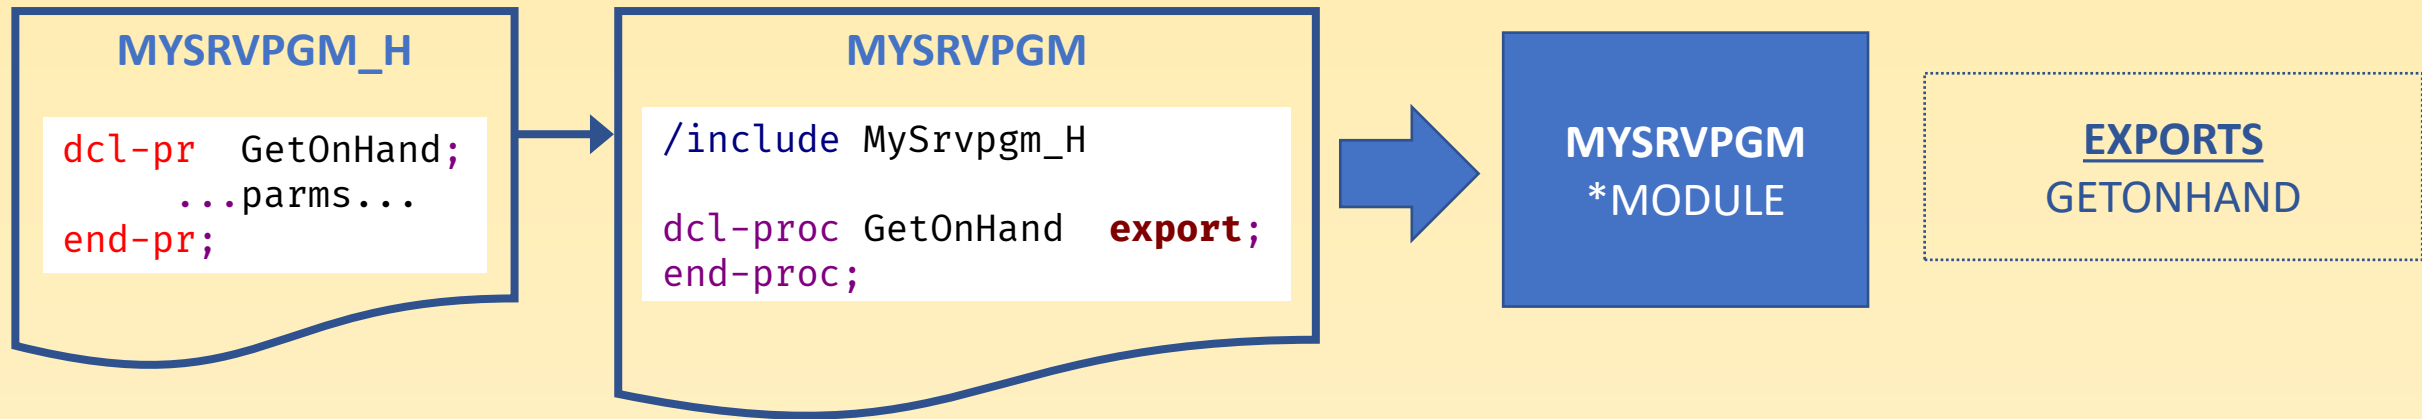 MYSRVPGM_H
dcl-pr  GetOnHand;
...parms...
end-pr;
MYSRVPGM
/include MySrvpgm_H
dcl-proc GetOnHand  export;
end-proc;
MYSRVPGM
*MODULE
EXPORTS
GETONHAND